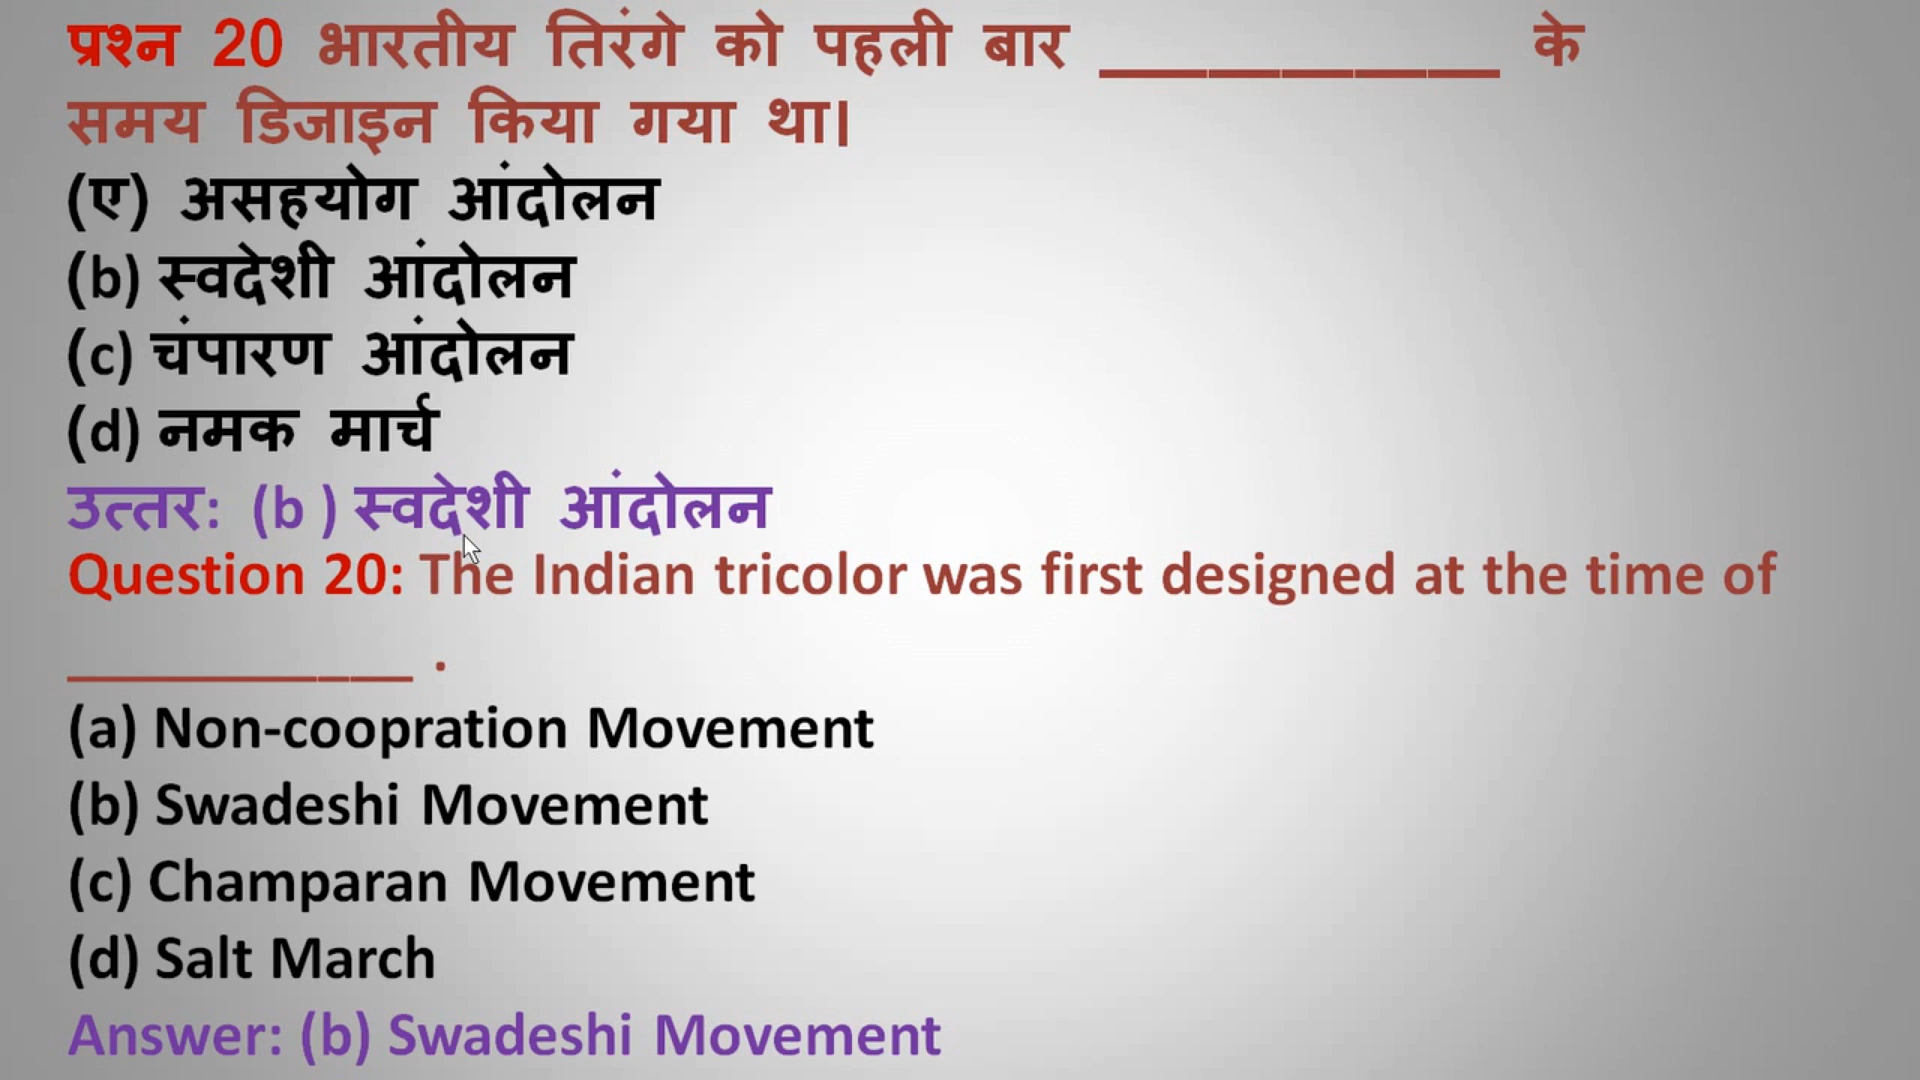 प्रश्न 20 भारतीय तिरंगे को पहली बार ___________ के
समय डिजाइन किया गया था।
(ए) असहयोग आंदोलन
(b) स्वदेशी आंदोलन
(c) चंपारण आंदोलन
(d) नमक मार्च
उत्तर: (b ) स्वदेशी आंदोलन
Question 20: The Indian tricolor was first designed at the time of
___________ .
(a) Non-coopration Movement
(b) Swadeshi Movement
(c) Champaran Movement
(d) Salt March
Answer: (b) Swadeshi Movement